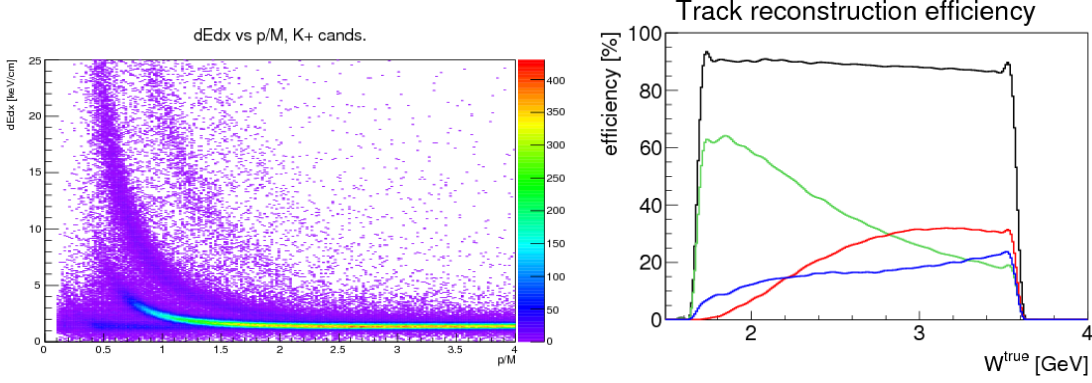 dEdx vs p/M, K+ cands.
dEdx [keV/cm]
25
20
15
10
5
0
0 0.5 1 1.5 2 2.5 3 3.5 4
p/M
400
350
300
250
200
150
100
50
0
Track reconstruction efficiency
efficiency [%]
100
80
60
40
20
0
2 3 4
W^true [GeV]